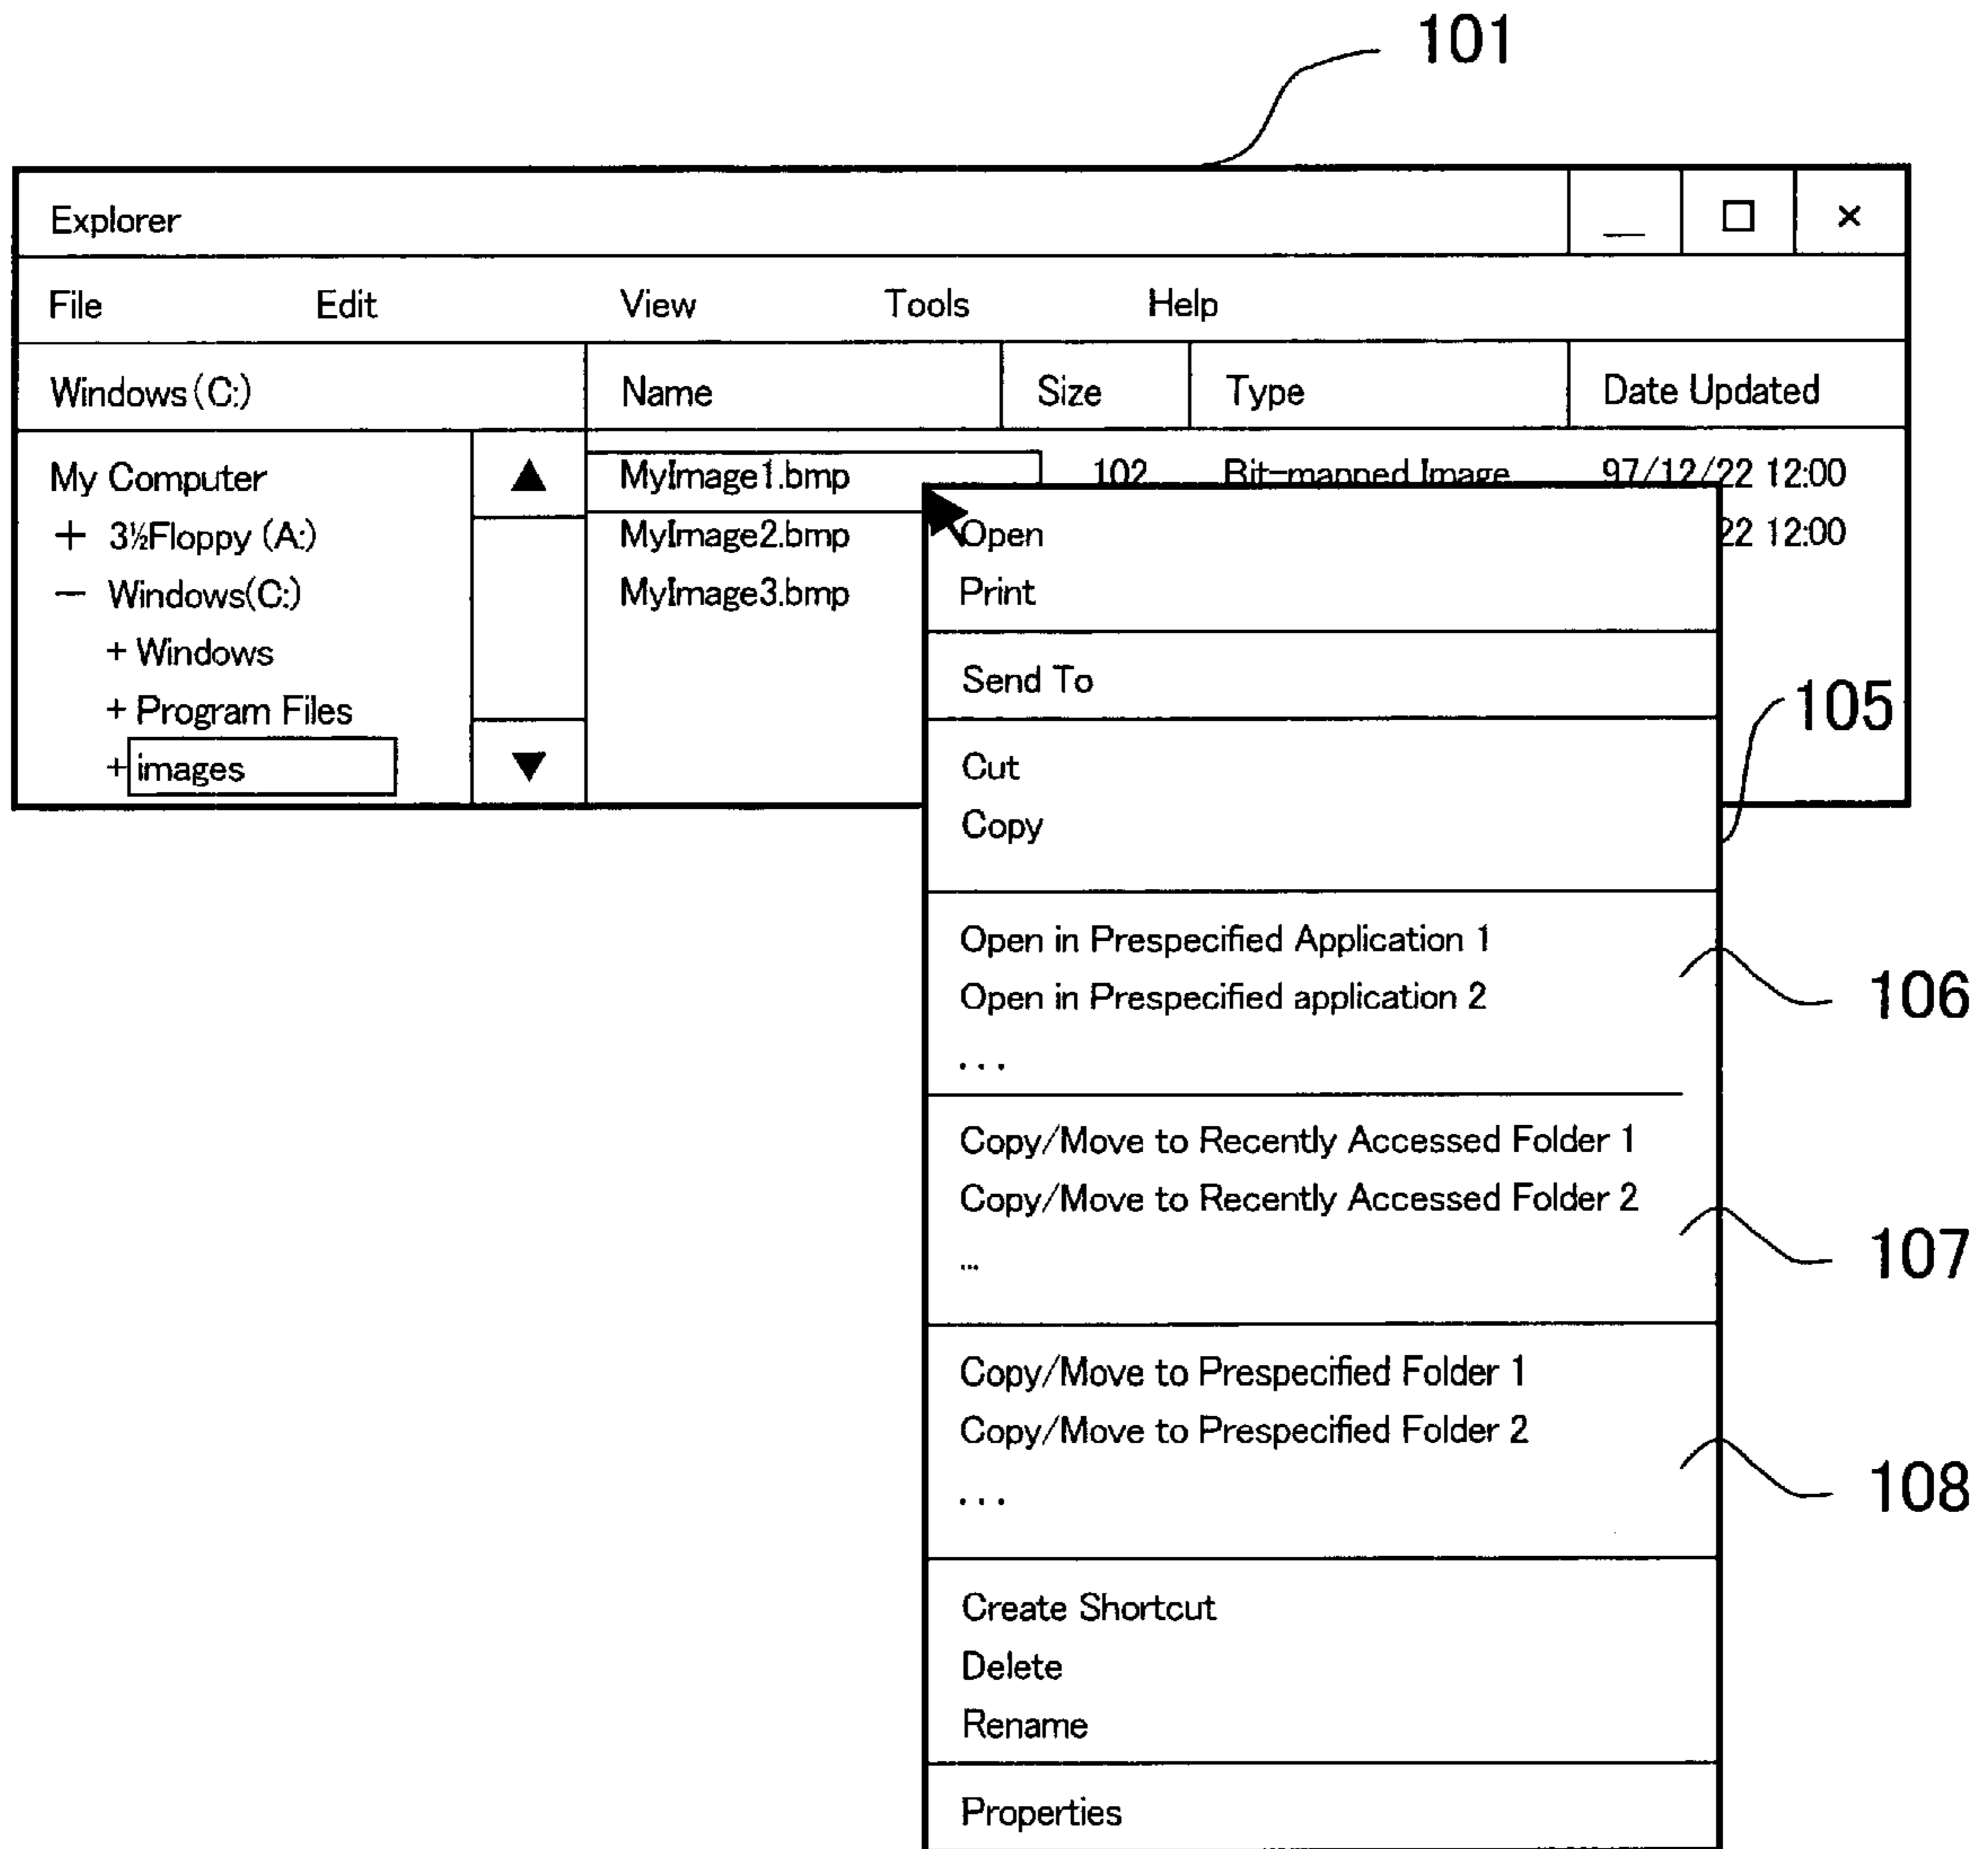 101
Explorer
File Edit View Tools Help
Windows(C:) Name Size Type Date Updated
My Computer
+ 3½Floppy (A:)
− Windows(C:)
+ Windows
+ Program Files
+ images
MyImage1.bmp 102 Bit-mapped Image 97/12/22 12:00
MyImage2.bmp 22 12:00
MyImage3.bmp
Open
Print
Send To
Cut
Copy
105
Open in Prespecified Application 1
Open in Prespecified application 2
...
106
Copy/Move to Recently Accessed Folder 1
Copy/Move to Recently Accessed Folder 2
...
107
Copy/Move to Prespecified Folder 1
Copy/Move to Prespecified Folder 2
...
108
Create Shortcut
Delete
Rename
Properties